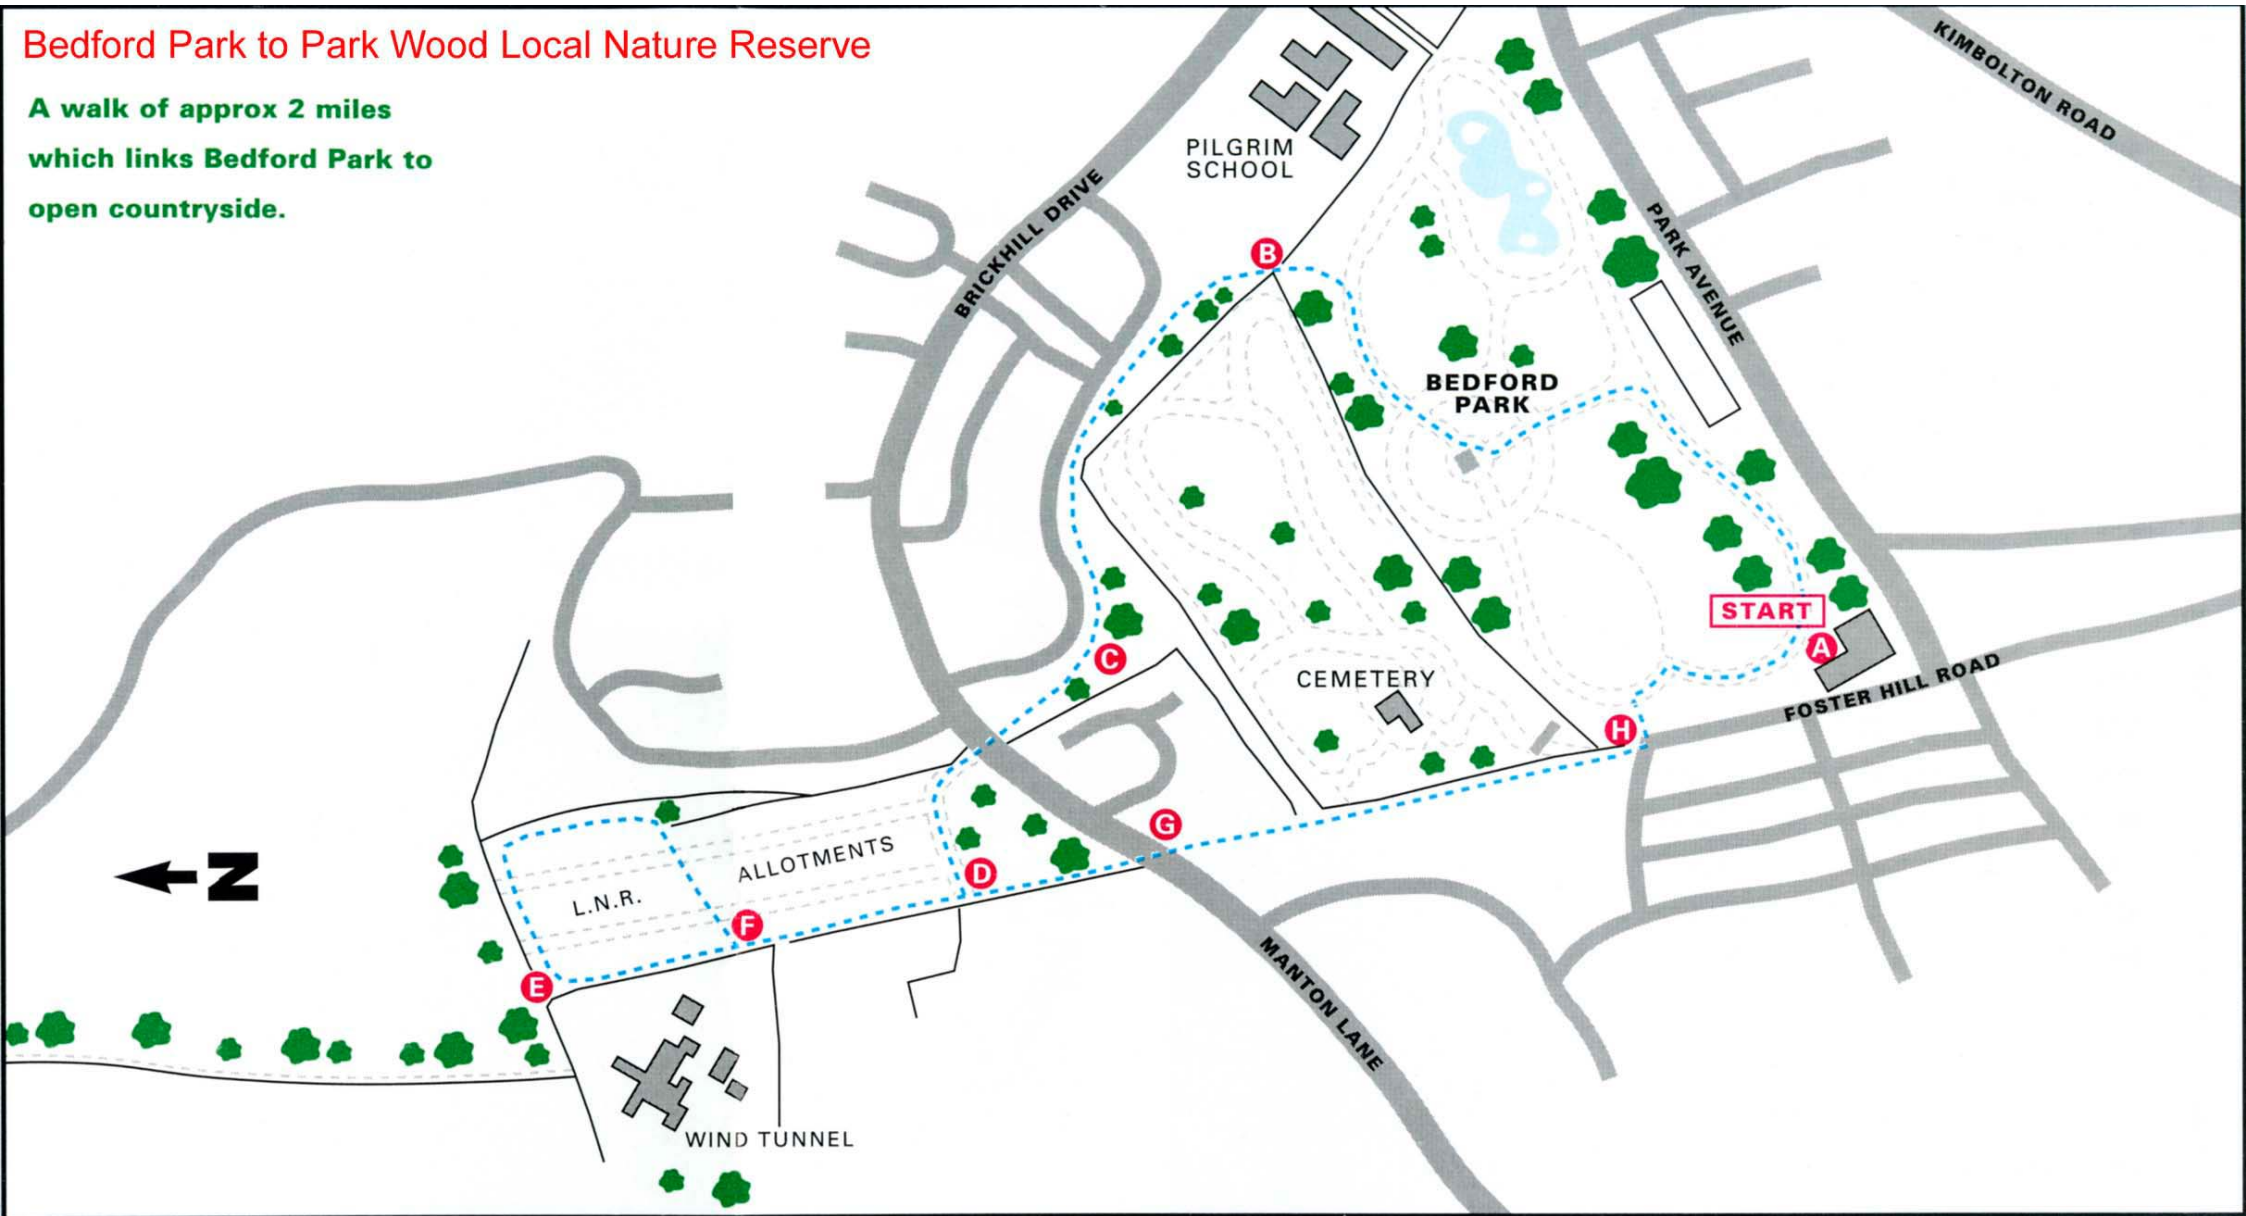 Bedford Park to Park Wood Local Nature Reserve
A walk of approx 2 miles
which links Bedford Park to
open countryside.
KIMBOLTON ROAD
PILGRIM
SCHOOL
BRICKHILL DRIVE
PARK AVENUE
B
BEDFORD
PARK
START
A
C
CEMETERY
FOSTER HILL ROAD
H
G
ALLOTMENTS
D
N
L.N.R.
F
E
MANTON LANE
WIND TUNNEL